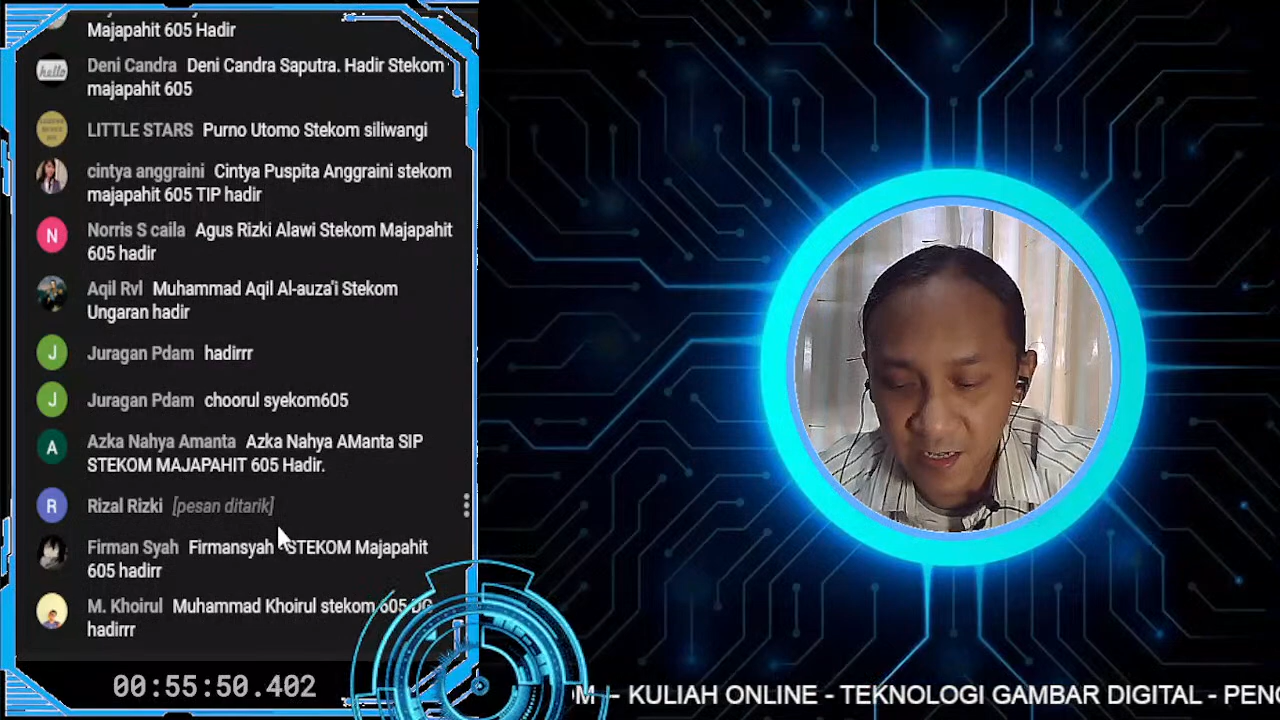 Majapahit 605 Hadir
hello
Deni Candra Deni Candra Saputra. Hadir Stekom
majapahit 605
LITTLE STARS Purno Utomo Stekom siliwangi
cintya anggraini Cintya Puspita Anggraini stekom
majapahit 605 TIP hadir
N Norris S caila Agus Rizki Alawi Stekom Majapahit
605 hadir
Aqil Rvl Muhammad Aqil Al-auza'i Stekom
Ungaran hadir
J Juragan Pdam hadirrr
J Juragan Pdam choorul syekom605
A Azka Nahya Amanta Azka Nahya AManta SIP
STEKOM MAJAPAHIT 605 Hadir.
R Rizal Rizki [pesan ditarik]
Firman Syah Firmansyah STEKOM Majapahit
605 hadirr
M. Khoirul Muhammad Khoirul stekom 605 DG
hadirrr
00:55:50.402
M - KULIAH ONLINE - TEKNOLOGI GAMBAR DIGITAL - PENG